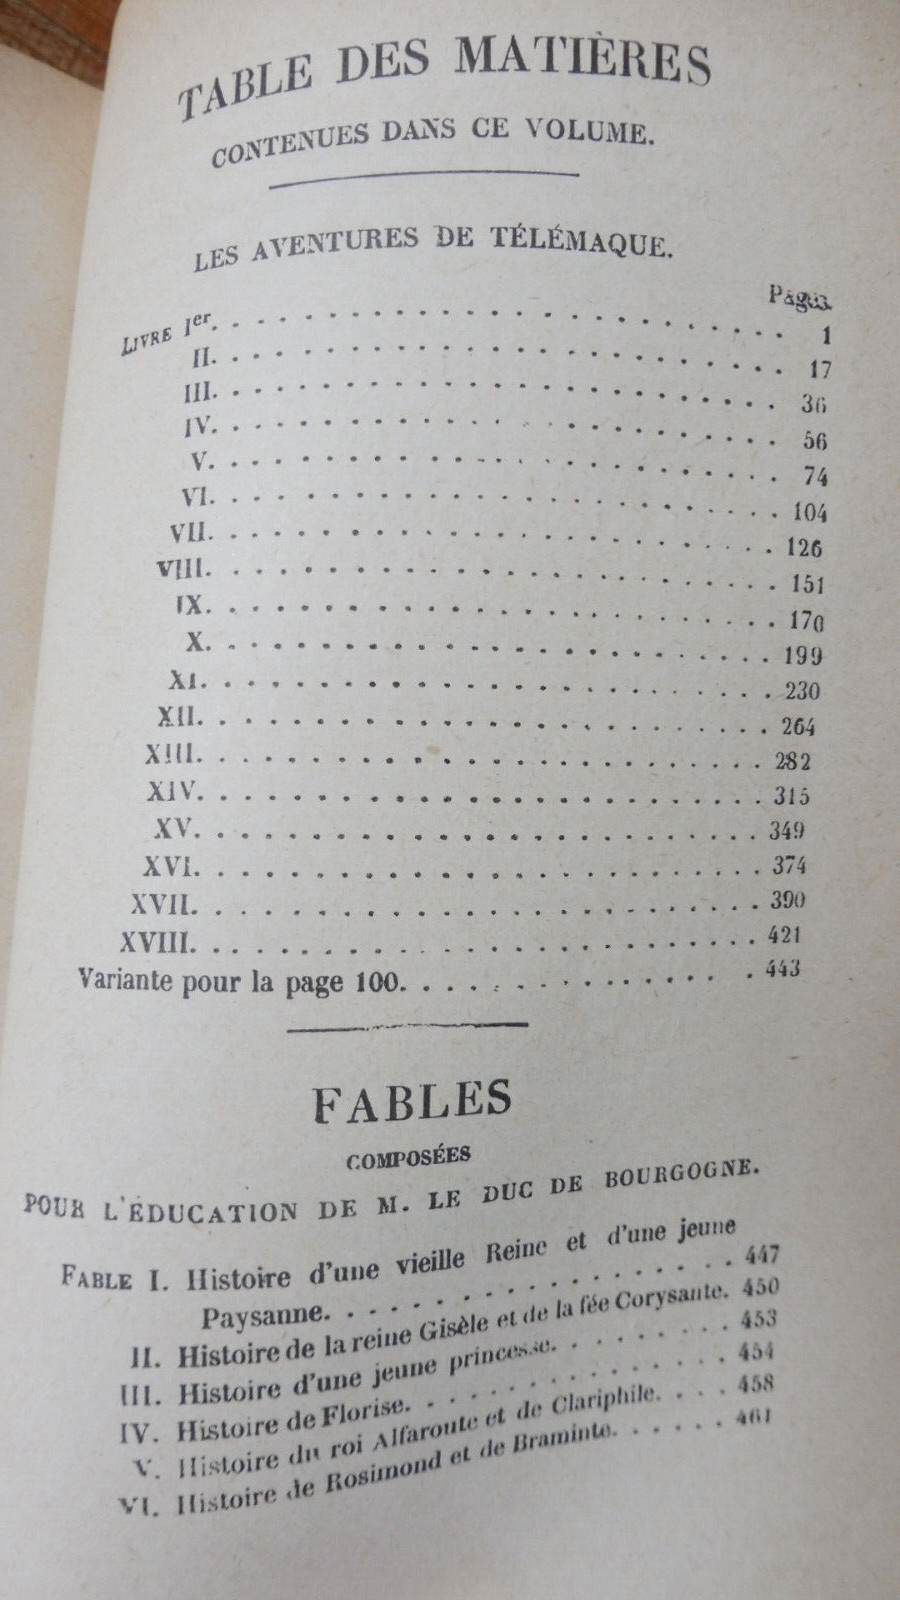 TABLE DES MATIÈRES
CONTENUES DANS CE VOLUME.
LES AVENTURES DE TÉLÉMAQUE.
Pages.
LIVRE Ier. . . . . . . . . . . . . . . . . . . . 1
II. . . . . . . . . . . . . . . . . . . . 17
III. . . . . . . . . . . . . . . . . . . . 36
IV. . . . . . . . . . . . . . . . . . . . 56
V. . . . . . . . . . . . . . . . . . . . 74
VI. . . . . . . . . . . . . . . . . . . . 104
VII. . . . . . . . . . . . . . . . . . . . 126
VIII. . . . . . . . . . . . . . . . . . . . 151
IX. . . . . . . . . . . . . . . . . . . . 170
X. . . . . . . . . . . . . . . . . . . . 199
XI. . . . . . . . . . . . . . . . . . . . 230
XII. . . . . . . . . . . . . . . . . . . . 264
XIII. . . . . . . . . . . . . . . . . . . . 282
XIV. . . . . . . . . . . . . . . . . . . . 315
XV. . . . . . . . . . . . . . . . . . . . 349
XVI. . . . . . . . . . . . . . . . . . . . 374
XVII. . . . . . . . . . . . . . . . . . . . 390
XVIII. . . . . . . . . . . . . . . . . . . . 421
Variante pour la page 100. . . . . . . . . . . . . 443
FABLES
COMPOSÉES
POUR L'ÉDUCATION DE M. LE DUC DE BOURGOGNE.
FABLE I. Histoire d'une vieille Reine et d'une jeune
Paysanne. . . . . . . . . . . . . . . . . . 447
II. Histoire de la reine Gisèle et de la fée Corysante. 450
III. Histoire d'une jeune princesse. . . . . . . . . 453
IV. Histoire de Florise. . . . . . . . . . . . . . 454
V. Histoire du roi Alfaroute et de Clariphile. . . . . 458
VI. Histoire de Rosimond et de Braminte. . . . . . . 461